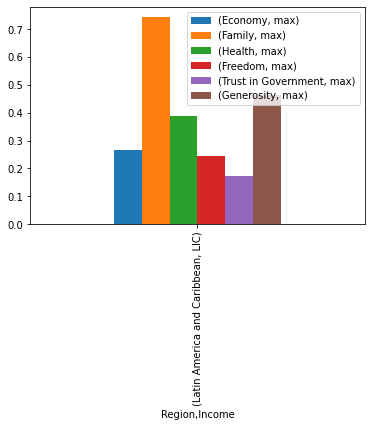 (Economy, max)
(Family, max)
(Health, max)
(Freedom, max)
(Trust in Government, max)
(Generosity, max)
0.7
0.6
0.5
0.4
0.3
0.2
0.1
0.0
(Latin America and Caribbean, LIC)
Region,Income